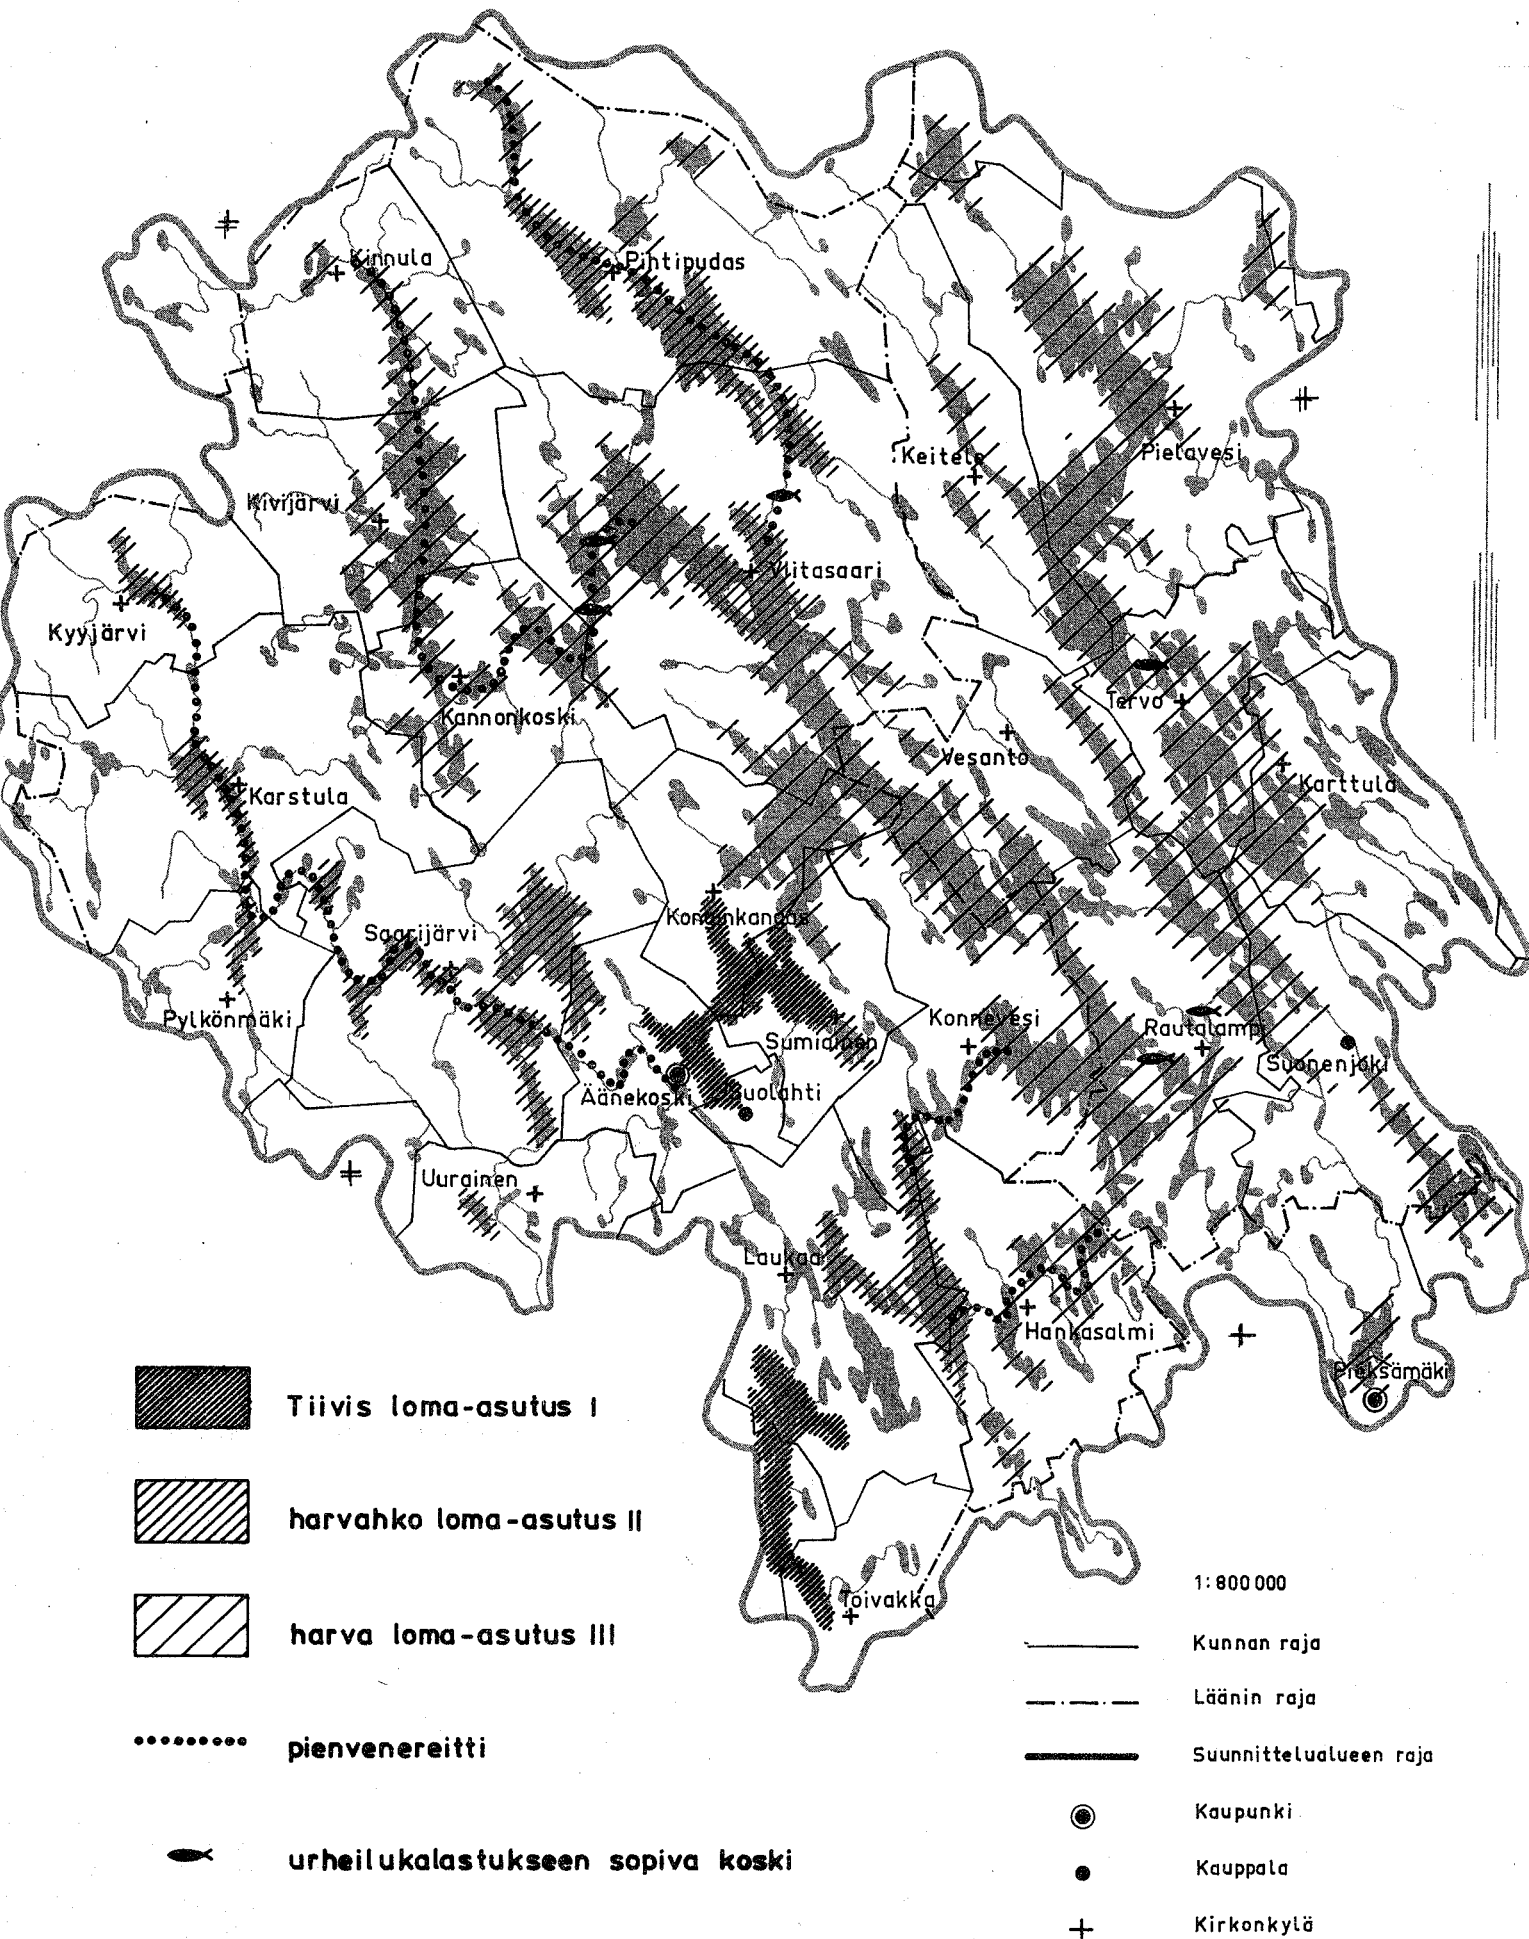 Kinnula
Pihtipudas
Keitele
Pielavesi
Kivijärvi
Viitasaari
Kyyjärvi
Tervo
Kannonkoski
Vesanto
Karstula
Karttula
Konginkangas
Saarijärvi
Pylkönmäki
Konnevesi
Rautalampi
Sumiainen
Suonenjoki
Äänekoski
Suolahti
Uurainen
Laukaa
Hankasalmi
Pieksämäki
Toivakka
Tiivis loma-asutus I
harvahko loma-asutus II
harva loma-asutus III
pienvenereitti
urheilukalastukseen sopiva koski
1:800 000
Kunnan raja
Läänin raja
Suunnittelualueen raja
Kaupunki
Kauppala
Kirkonkylä